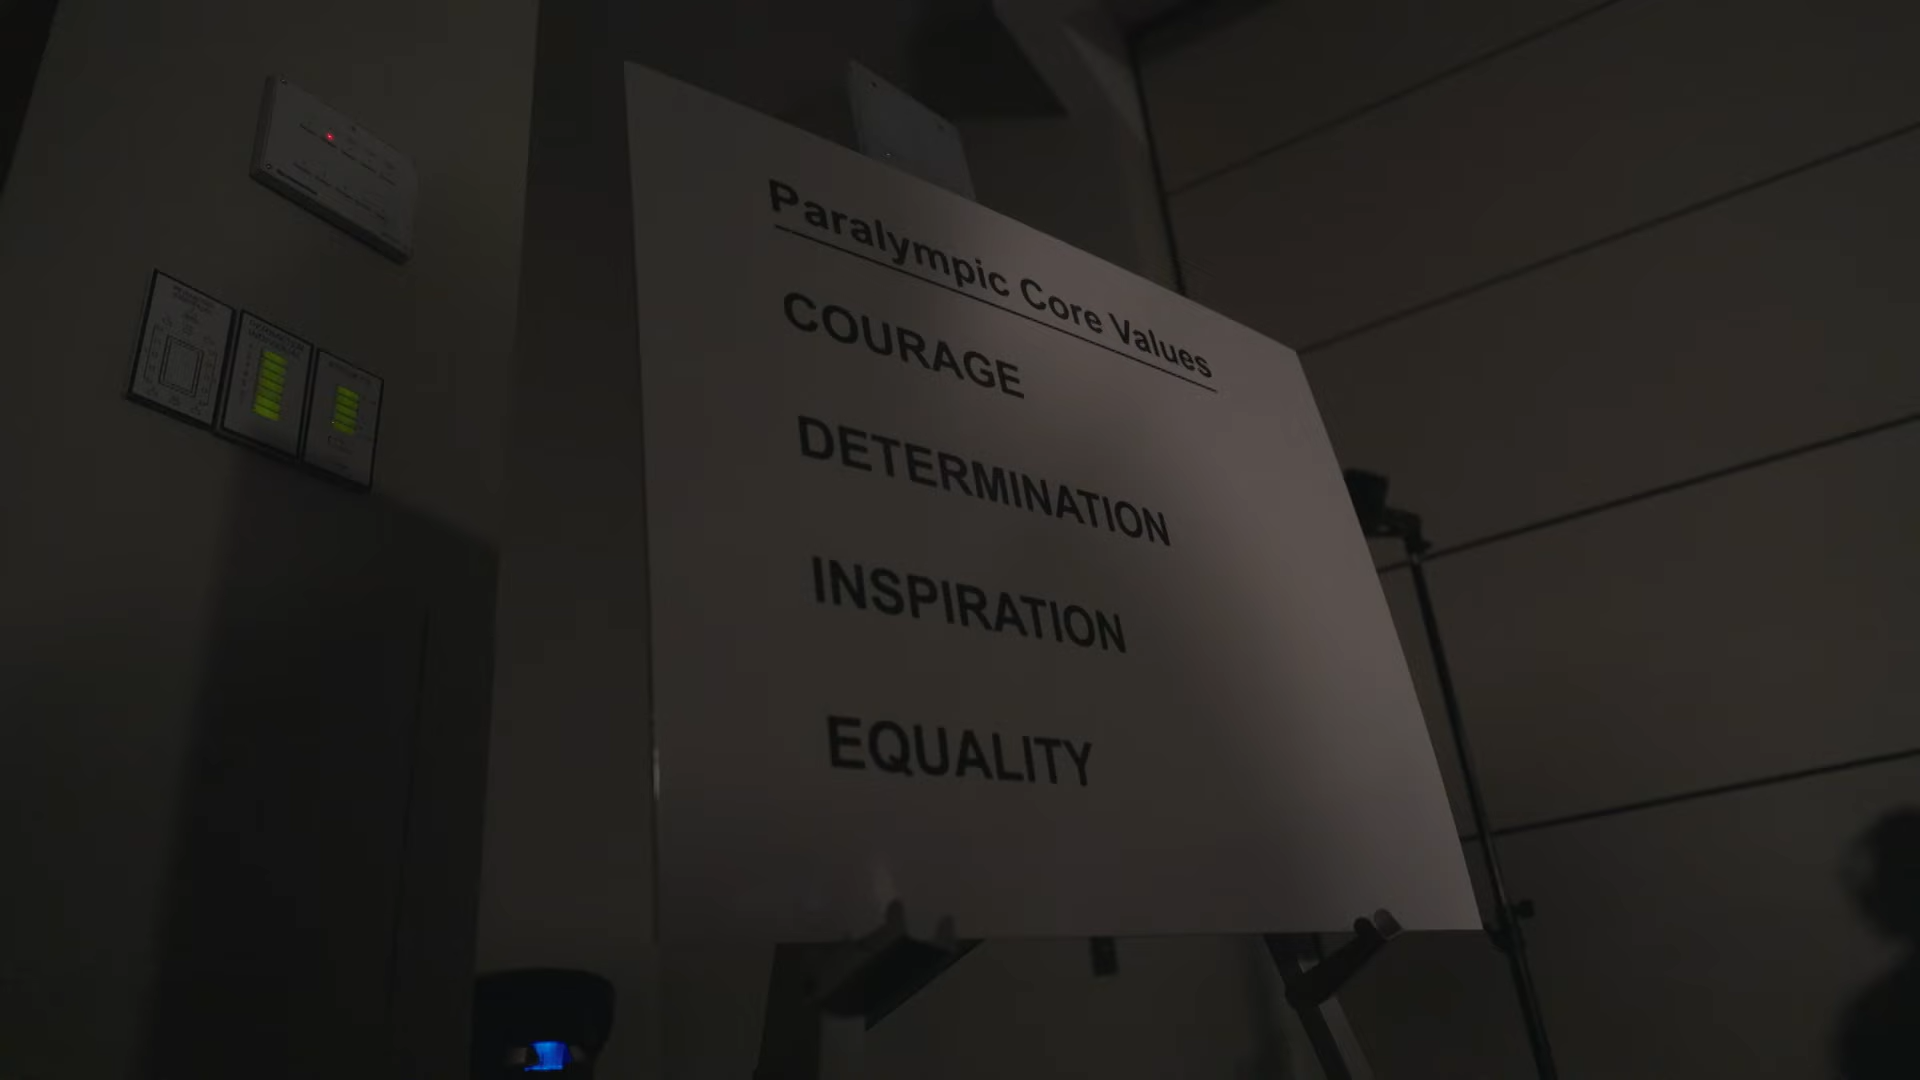 Paralympic Core Values
COURAGE
DETERMINATION
INSPIRATION
EQUALITY